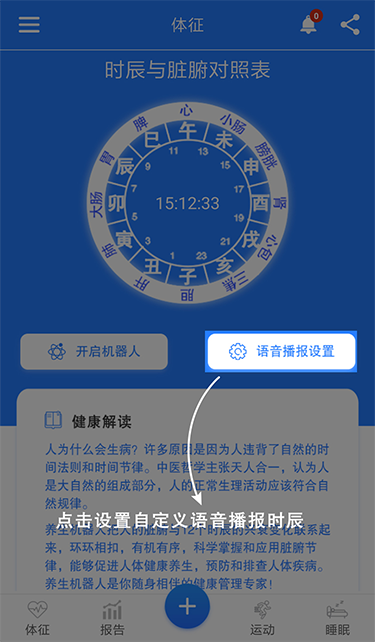 体征
0
时辰与脏腑对照表
心
小肠
膀胱
肾
心包
三焦
胆
肝
肺
大肠
胃
脾
午
未
申
酉
戌
亥
子
丑
寅
卯
辰
巳
11
13
15
17
19
21
23
1
3
5
7
9
15:12:33
开启机器人
语音播报设置
健康解读
人为什么会生病？许多原因是因为人违背了自然的时
间法则和时间节律。中医哲学主张天人合一，认为人
是大自然的组成部分，人的正常生理活动应该符合自
然规律。
点击设置自定义语音播报时辰
养生机器人把人的脏腑与12个时辰的兴衰变化联系起
来，环环相扣，有机有序，科学掌握和应用脏腑节
律，能够促进人体健康养生，预防和排查人体疾病。
养生机器人是你随身相伴的健康管理专家！
体征
报告
+
运动
睡眠